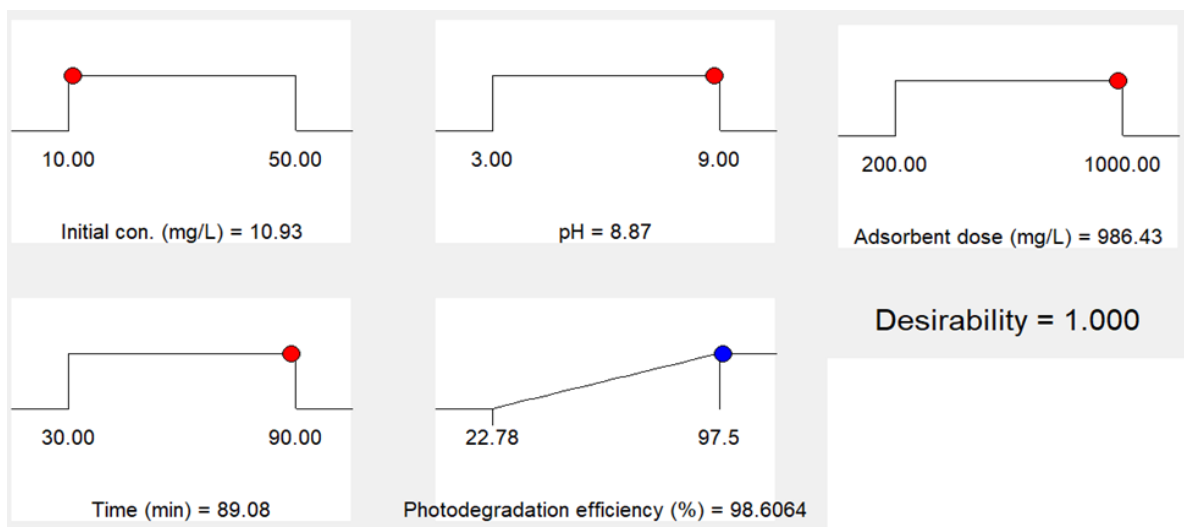 10.00 50.00
Initial con. (mg/L) = 10.93
3.00 9.00
pH = 8.87
200.00 1000.00
Adsorbent dose (mg/L) = 986.43
30.00 90.00
Time (min) = 89.08
22.78 97.5
Photodegradation efficiency (%) = 98.6064
Desirability = 1.000